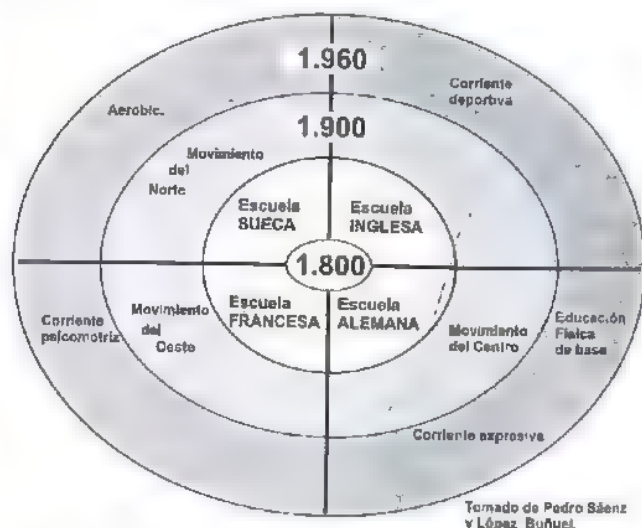 1.960
Corriente
deportiva
Aerobic.
1.900
Movimiento
del
Norte
Escuela
SUECA
Escuela
INGLESA
1.800
Escuela
FRANCESA
Escuela
ALEMANA
Corriente
psicomotriz
Movimiento
del
Oeste
Movimiento
del Centro
Educación
Física
de base
Corriente expresiva
Tomado de Pedro Sáenz
y López Buñuel